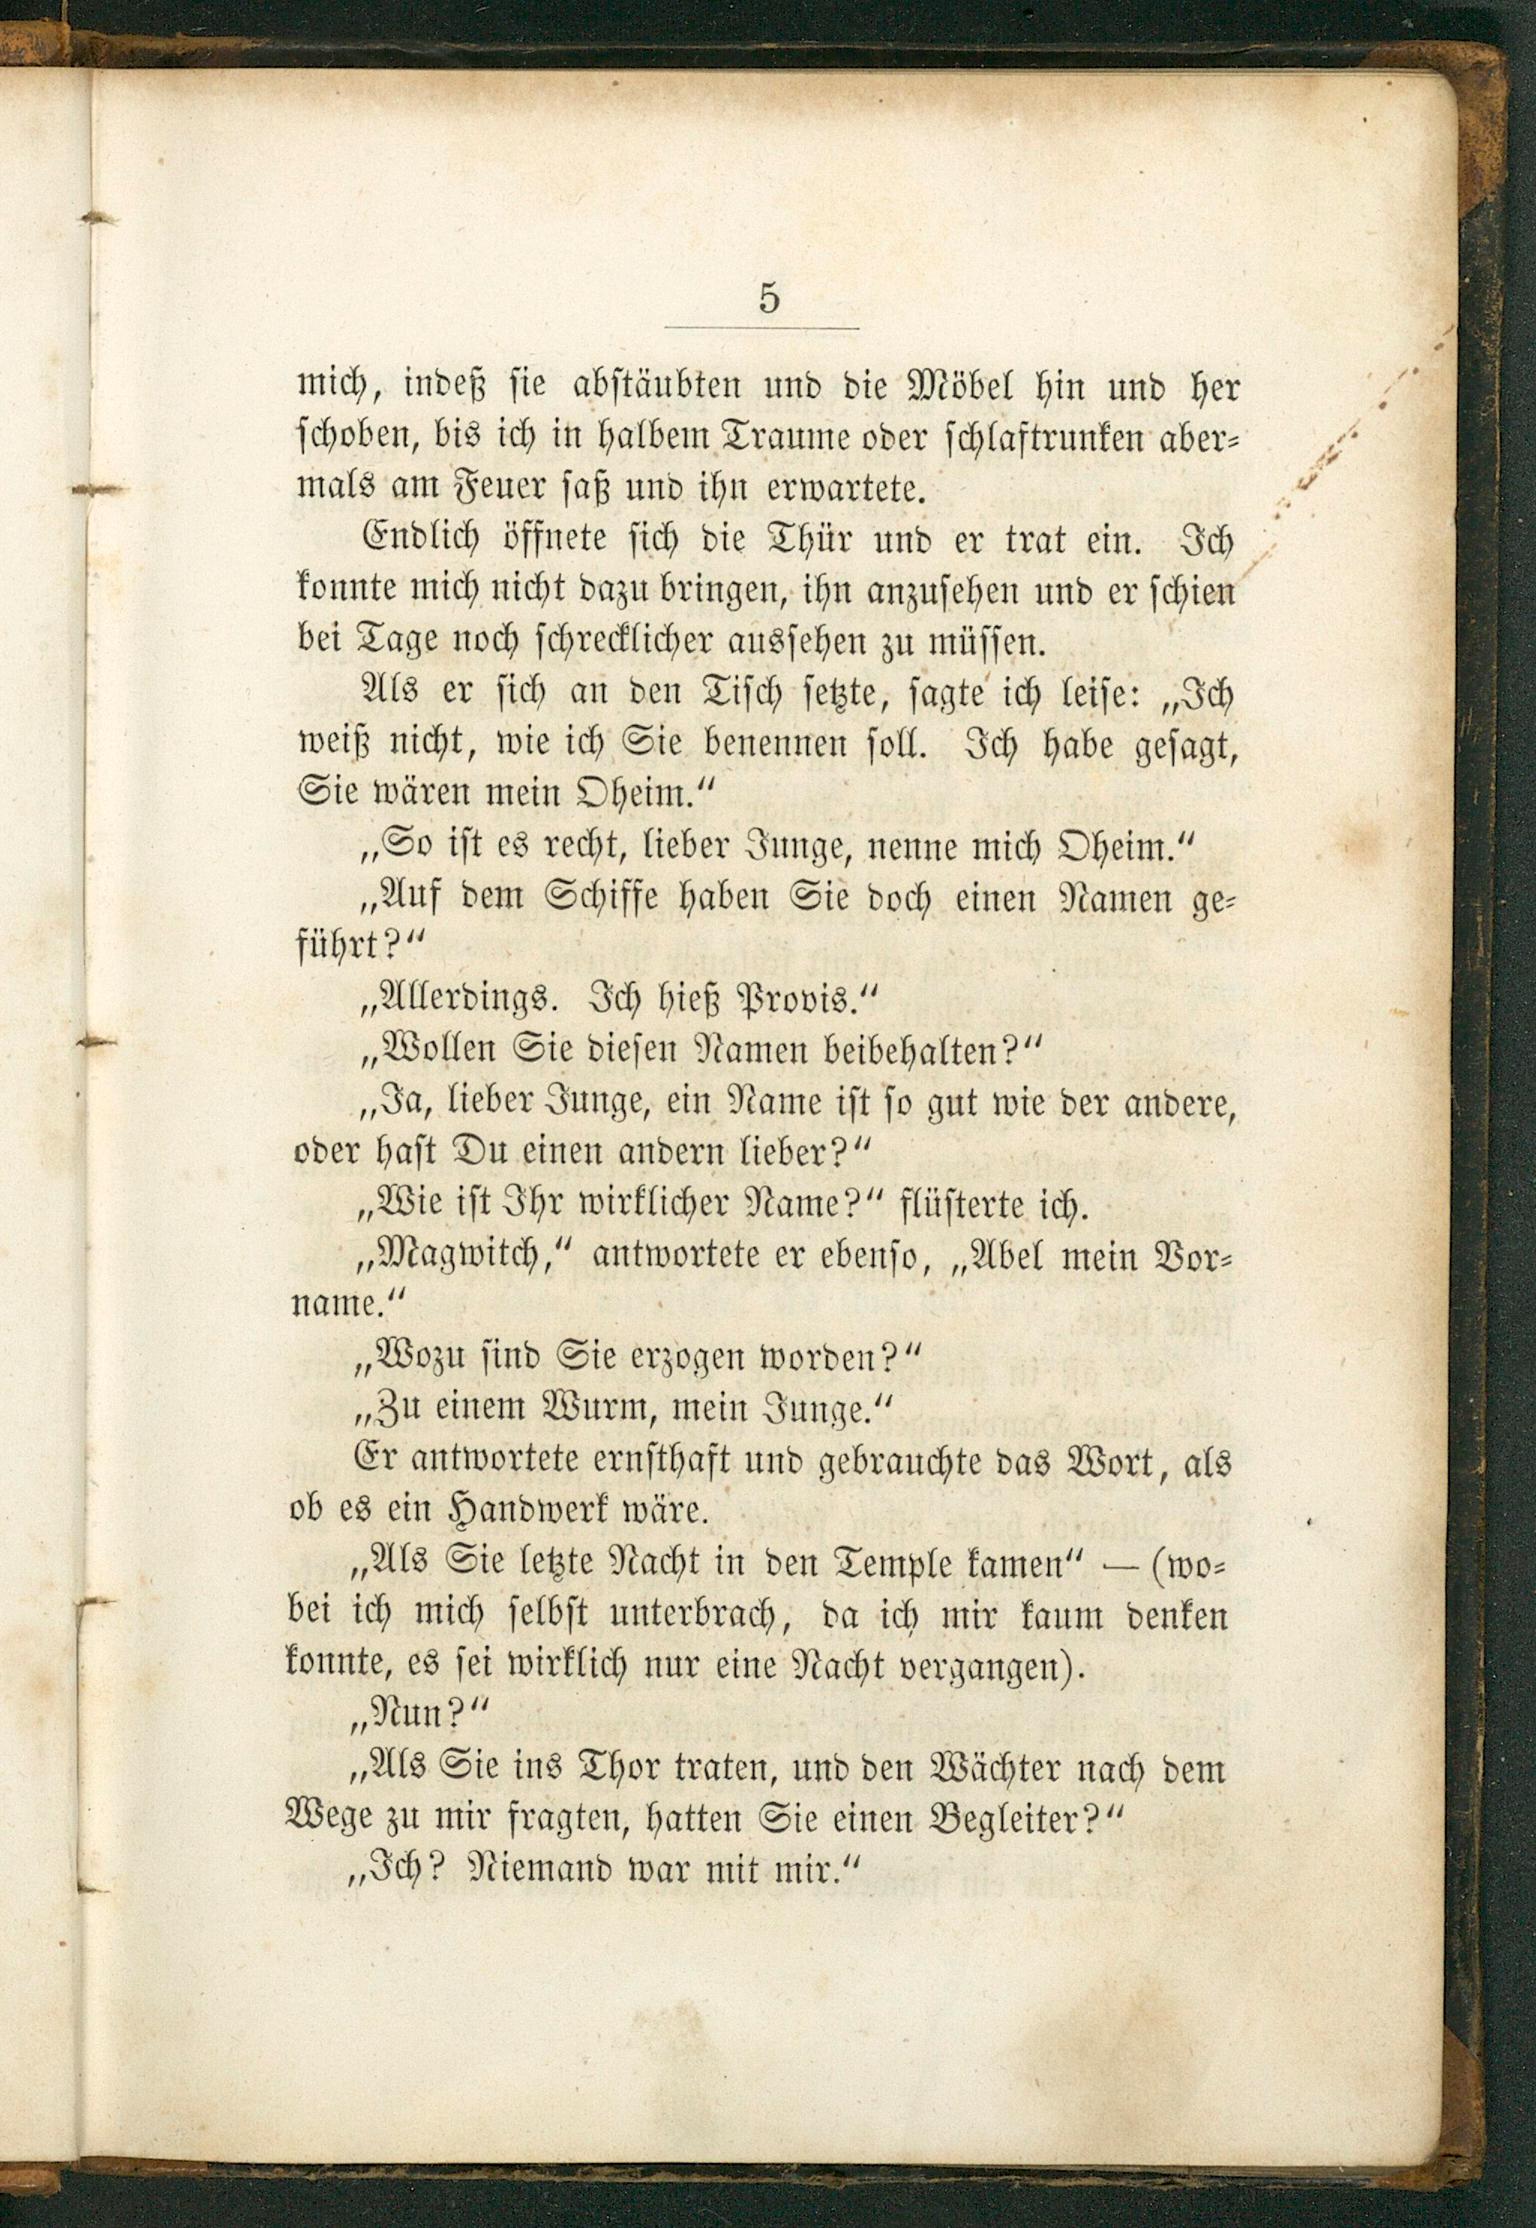 5
mich, indeß sie abstäubten und die Möbel hin und her
schoben, bis ich in halbem Traume oder schlaftrunken aber-
mals am Feuer saß und ihn erwartete.
Endlich öffnete sich die Thür und er trat ein. Ich
konnte mich nicht dazu bringen, ihn anzusehen und er schien
bei Tage noch schrecklicher aussehen zu müssen.
Als er sich an den Tisch setzte, sagte ich leise: „Ich
weiß nicht, wie ich Sie benennen soll. Ich habe gesagt,
Sie wären mein Oheim.“
„So ist es recht, lieber Junge, nenne mich Oheim.“
„Auf dem Schiffe haben Sie doch einen Namen ge-
führt?“
„Allerdings. Ich hieß Provis.“
„Wollen Sie diesen Namen beibehalten?“
„Ja, lieber Junge, ein Name ist so gut wie der andere,
oder hast Du einen andern lieber?“
„Wie ist Ihr wirklicher Name?“ flüsterte ich.
„Magwitch,“ antwortete er ebenso, „Abel mein Vor-
name.“
„Wozu sind Sie erzogen worden?“
„Zu einem Wurm, mein Junge.“
Er antwortete ernsthaft und gebrauchte das Wort, als
ob es ein Handwerk wäre.
„Als Sie letzte Nacht in den Temple kamen“ — (wo-
bei ich mich selbst unterbrach, da ich mir kaum denken
konnte, es sei wirklich nur eine Nacht vergangen).
„Nun?“
„Als Sie ins Thor traten, und den Wächter nach dem
Wege zu mir fragten, hatten Sie einen Begleiter?“
„Ich? Niemand war mit mir.“